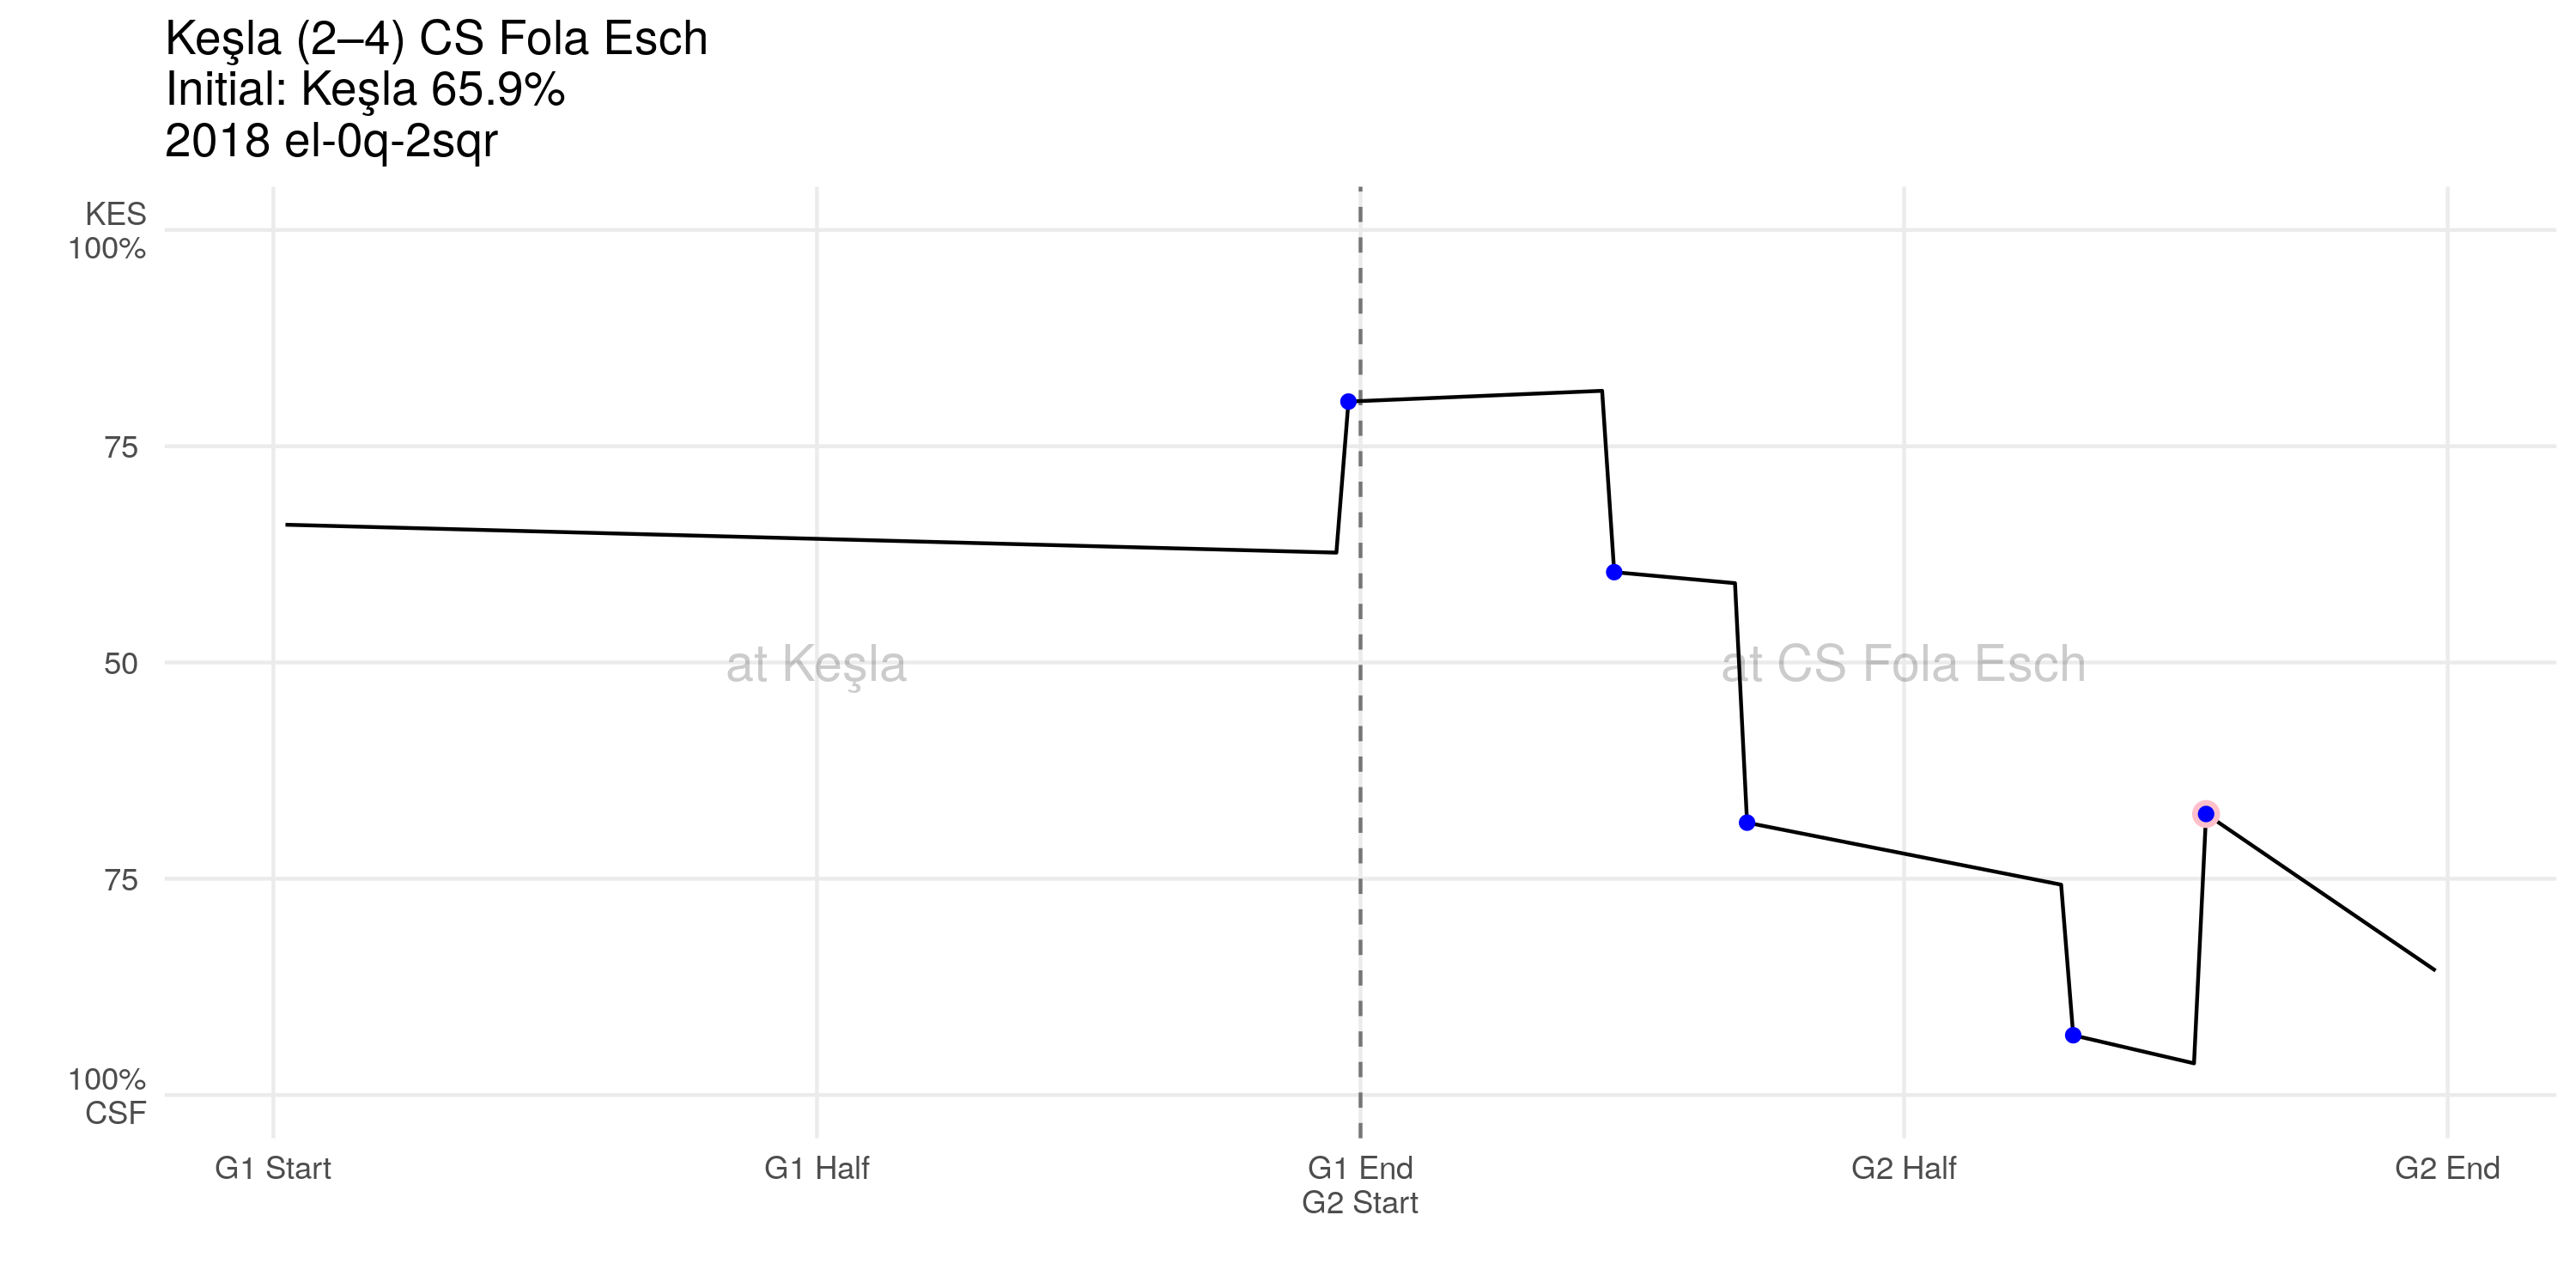 Keşla (2–4) CS Fola Esch
Initial: Keşla 65.9%
2018 el-0q-2sqr
KES
100%
75
50
75
100%
CSF
at Keşla
at CS Fola Esch
G1 Start
G1 Half
G1 End
G2 Start
G2 Half
G2 End